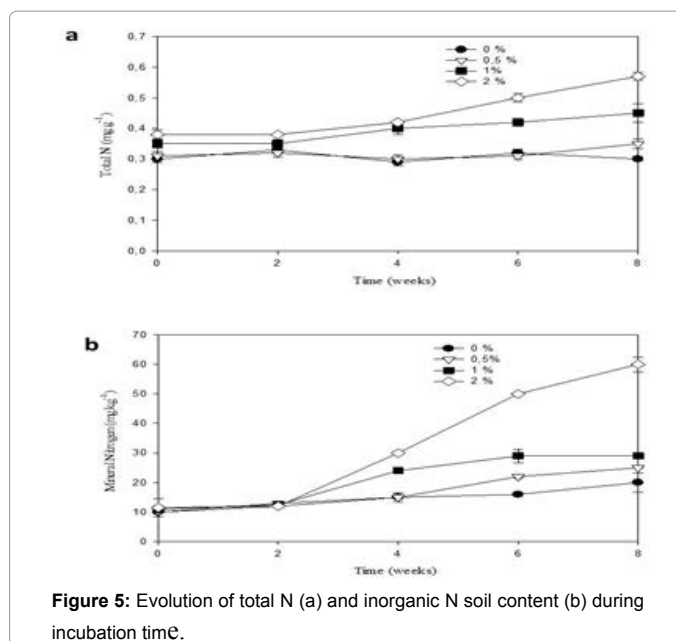 a
0,7
0 %
0,5 %
1%
2 %
0,6
0,5
0,4
0,3
0,2
0,1
0,0
Total N (mg.g⁻¹)
0 2 4 6 8
Time (weeks)
b
70
0 %
0,5%
1 %
2 %
60
50
40
30
20
10
0
Mineral Nitrogen (mg.kg⁻¹)
0 2 4 6 8
Time (weeks)
Figure 5: Evolution of total N (a) and inorganic N soil content (b) during
incubation time.